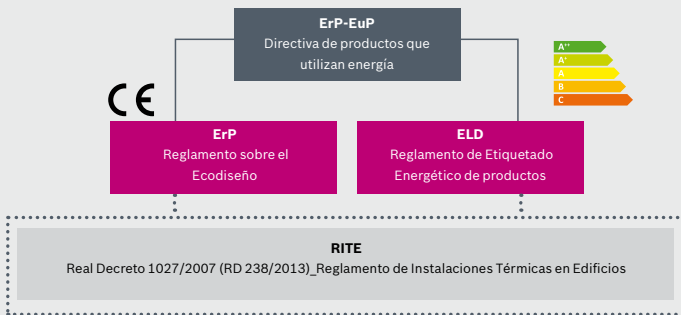 ErP-EuP
Directiva de productos que
utilizan energía
A++
A+
A
B
C
CE
ErP
Reglamento sobre el
Ecodiseño
ELD
Reglamento de Etiquetado
Energético de productos
RITE
Real Decreto 1027/2007 (RD 238/2013)_Reglamento de Instalaciones Térmicas en Edificios